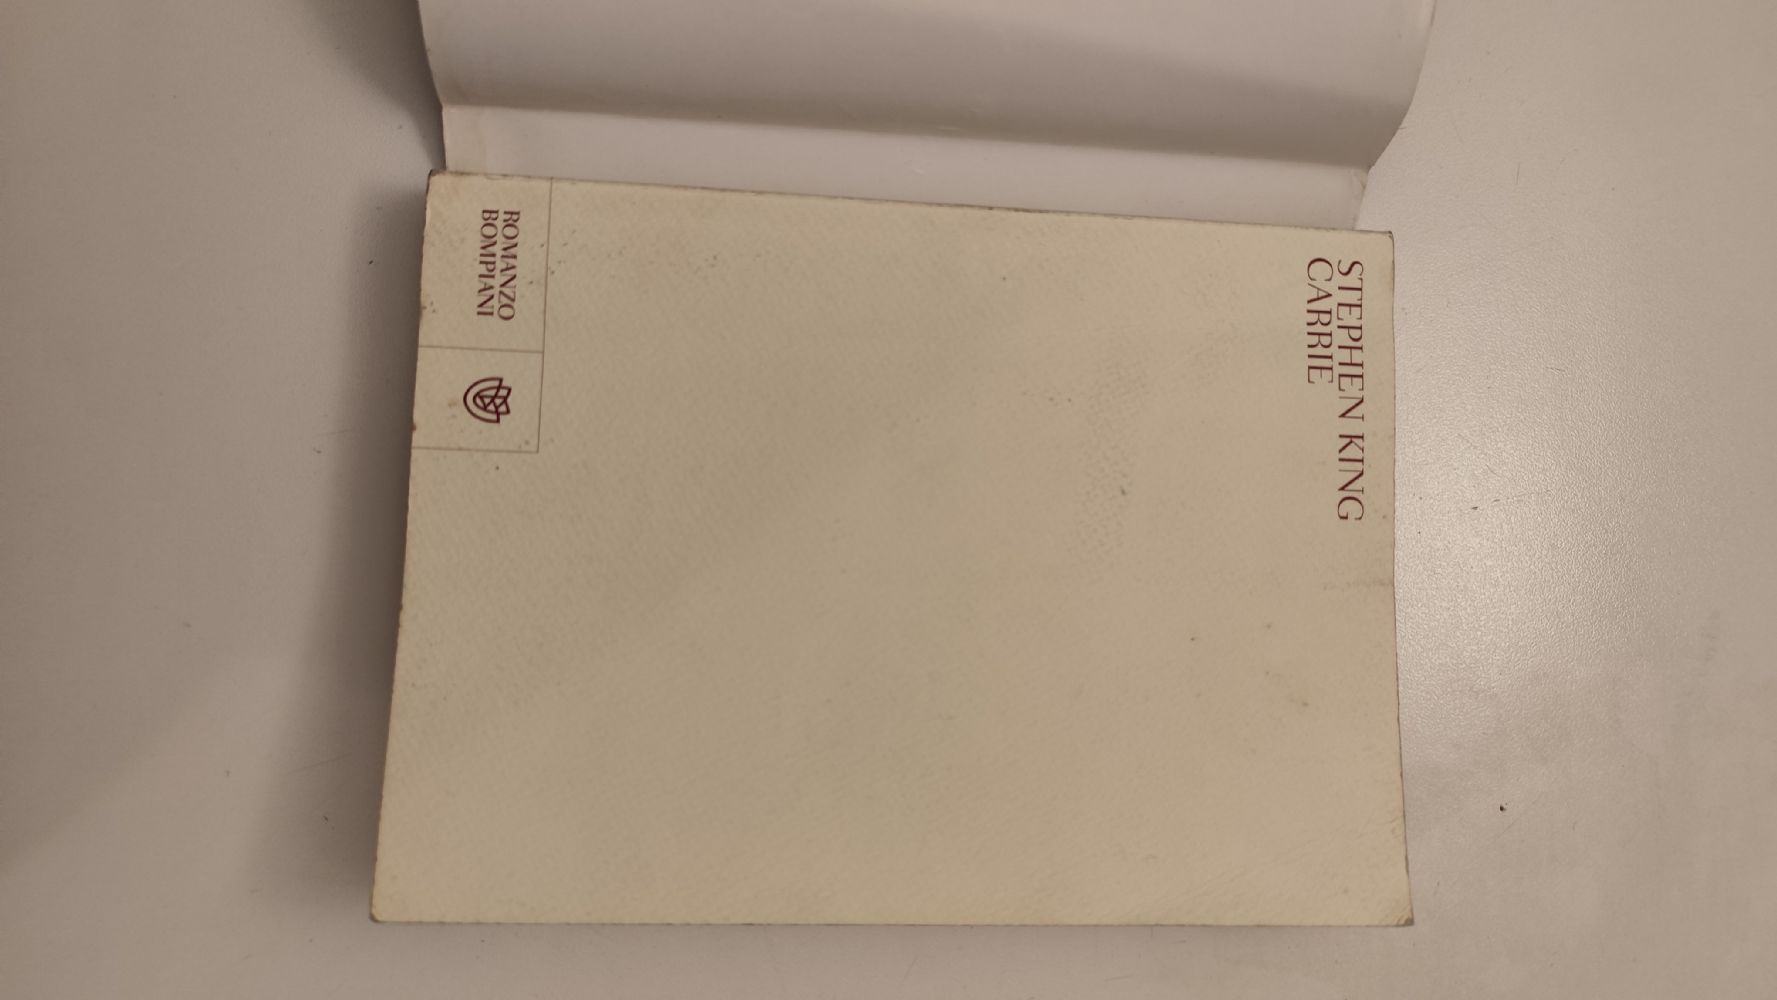 STEPHEN KING
CARRIE
ROMANZO
BOMPIANI